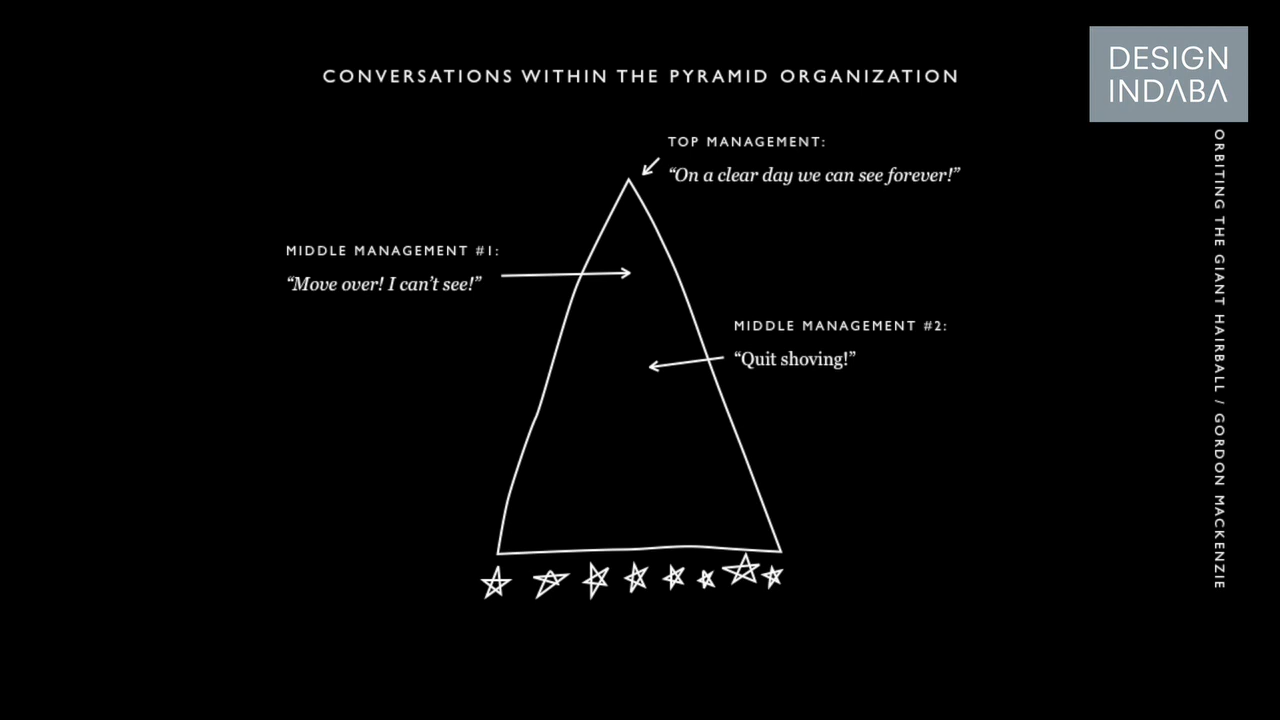 CONVERSATIONS WITHIN THE PYRAMID ORGANIZATION
DESIGN
INDΛBΛ
TOP MANAGEMENT:
“On a clear day we can see forever!”
MIDDLE MANAGEMENT #1:
“Move over! I can’t see!”
MIDDLE MANAGEMENT #2:
“Quit shoving!”
ORBITING THE GIANT HAIRBALL / GORDON MACKENZIE